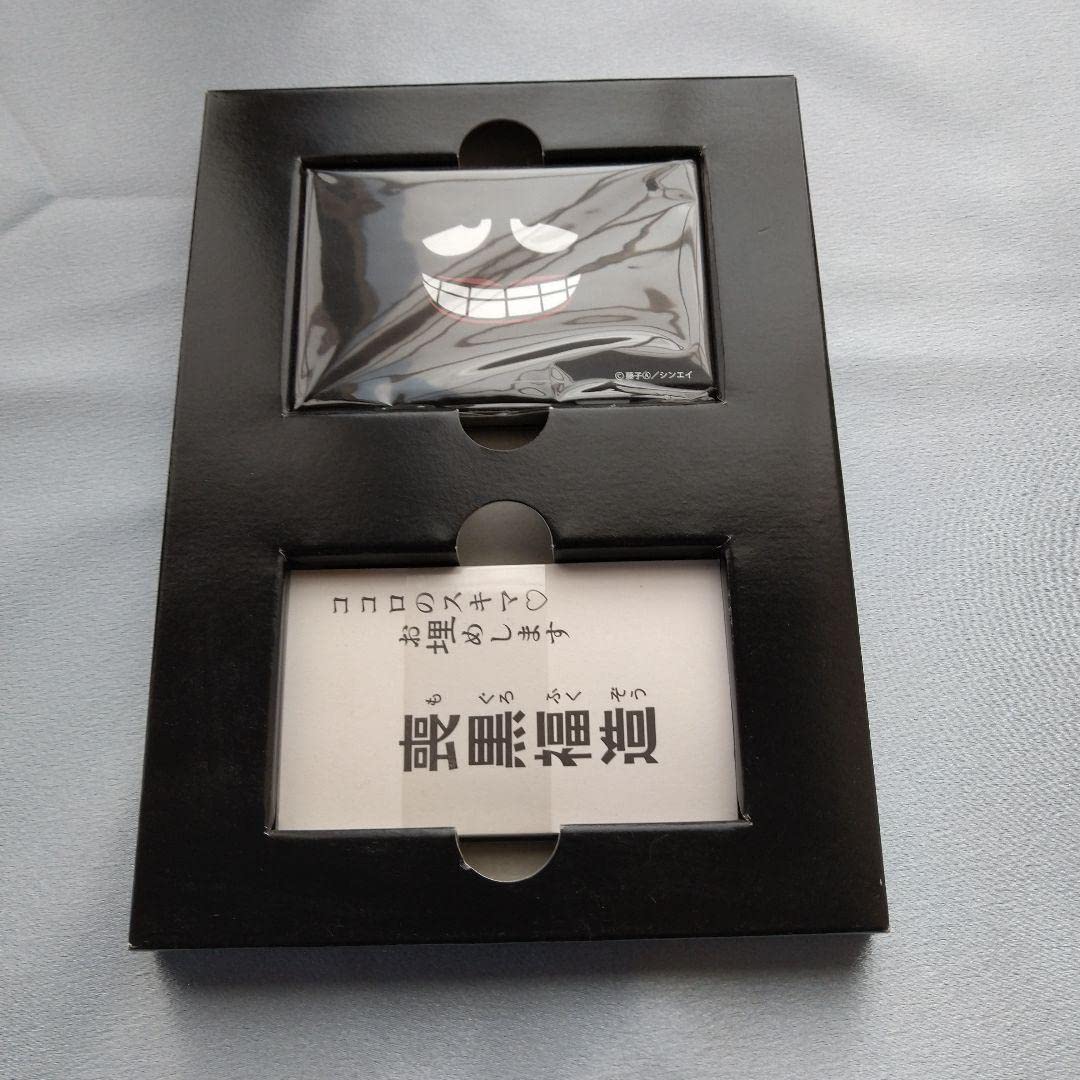 ©藤子Ⓐ/シンエイ
ココロのスキマ♡
お埋めします
も ぐろ ふく ぞう
喪黒福造